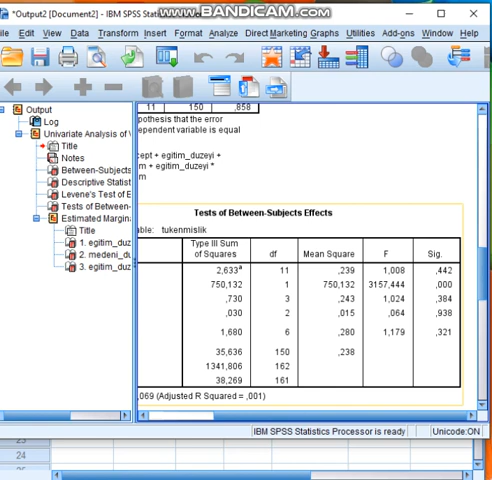 *Output2 [Document2] - IBM SPSS Statis
www.BANDICAM.com
File Edit View Data Transform Insert Format Analyze Direct Marketing Graphs Utilities Add-ons Window Help
Output
Log
Univariate Analysis of V
Title
Notes
Between-Subjects
Descriptive Statist
Levene's Test of E
Tests of Between-
Estimated Margin
Title
1. egitim_duz
2. medeni_du
3. egitim_duz
11 150 ,858
pothesis that the error
ependent variable is equal
cept + egitim_duzeyi +
m + egitim_duzeyi *
m
Tests of Between-Subjects Effects
able: tukenmislik
Type III Sum of Squares df Mean Square F Sig.
2,633ª 11 ,239 1,008 ,442
750,132 1 750,132 3157,444 ,000
,730 3 ,243 1,024 ,384
,030 2 ,015 ,064 ,938
1,680 6 ,280 1,179 ,321
35,636 150 ,238
1341,806 162
38,269 161
,069 (Adjusted R Squared = ,001)
IBM SPSS Statistics Processor is ready Unicode:ON
23
24